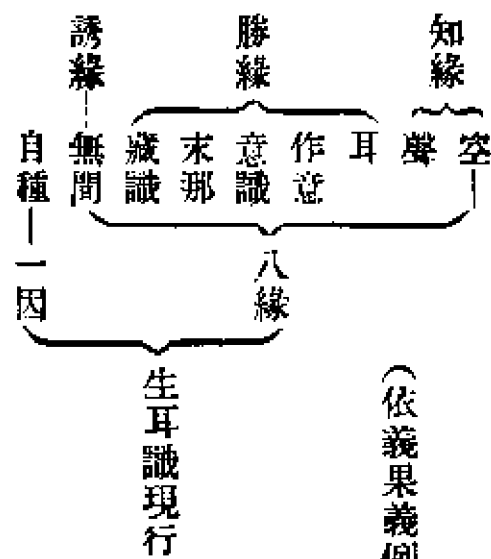 知緣
勝緣
誘緣
空
聲
耳
作意
意識
末那
藏識
無間
自種
八緣
一因
(依義果義例
生耳識現行